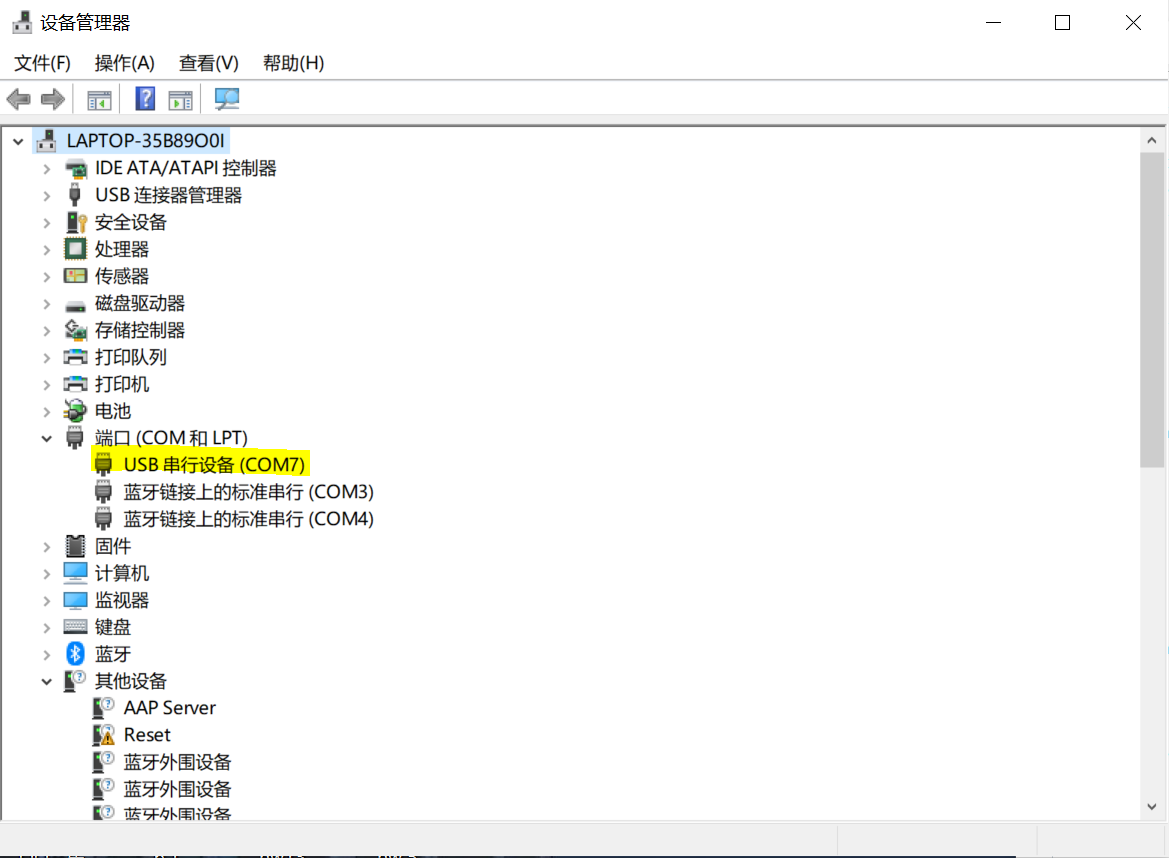 设备管理器
文件(F) 操作(A) 查看(V) 帮助(H)
LAPTOP-35B89O0I
IDE ATA/ATAPI 控制器
USB 连接器管理器
安全设备
处理器
传感器
磁盘驱动器
存储控制器
打印队列
打印机
电池
端口 (COM 和 LPT)
USB 串行设备 (COM7)
蓝牙链接上的标准串行 (COM3)
蓝牙链接上的标准串行 (COM4)
固件
计算机
监视器
键盘
蓝牙
其他设备
AAP Server
Reset
蓝牙外围设备
蓝牙外围设备
蓝牙外围设备